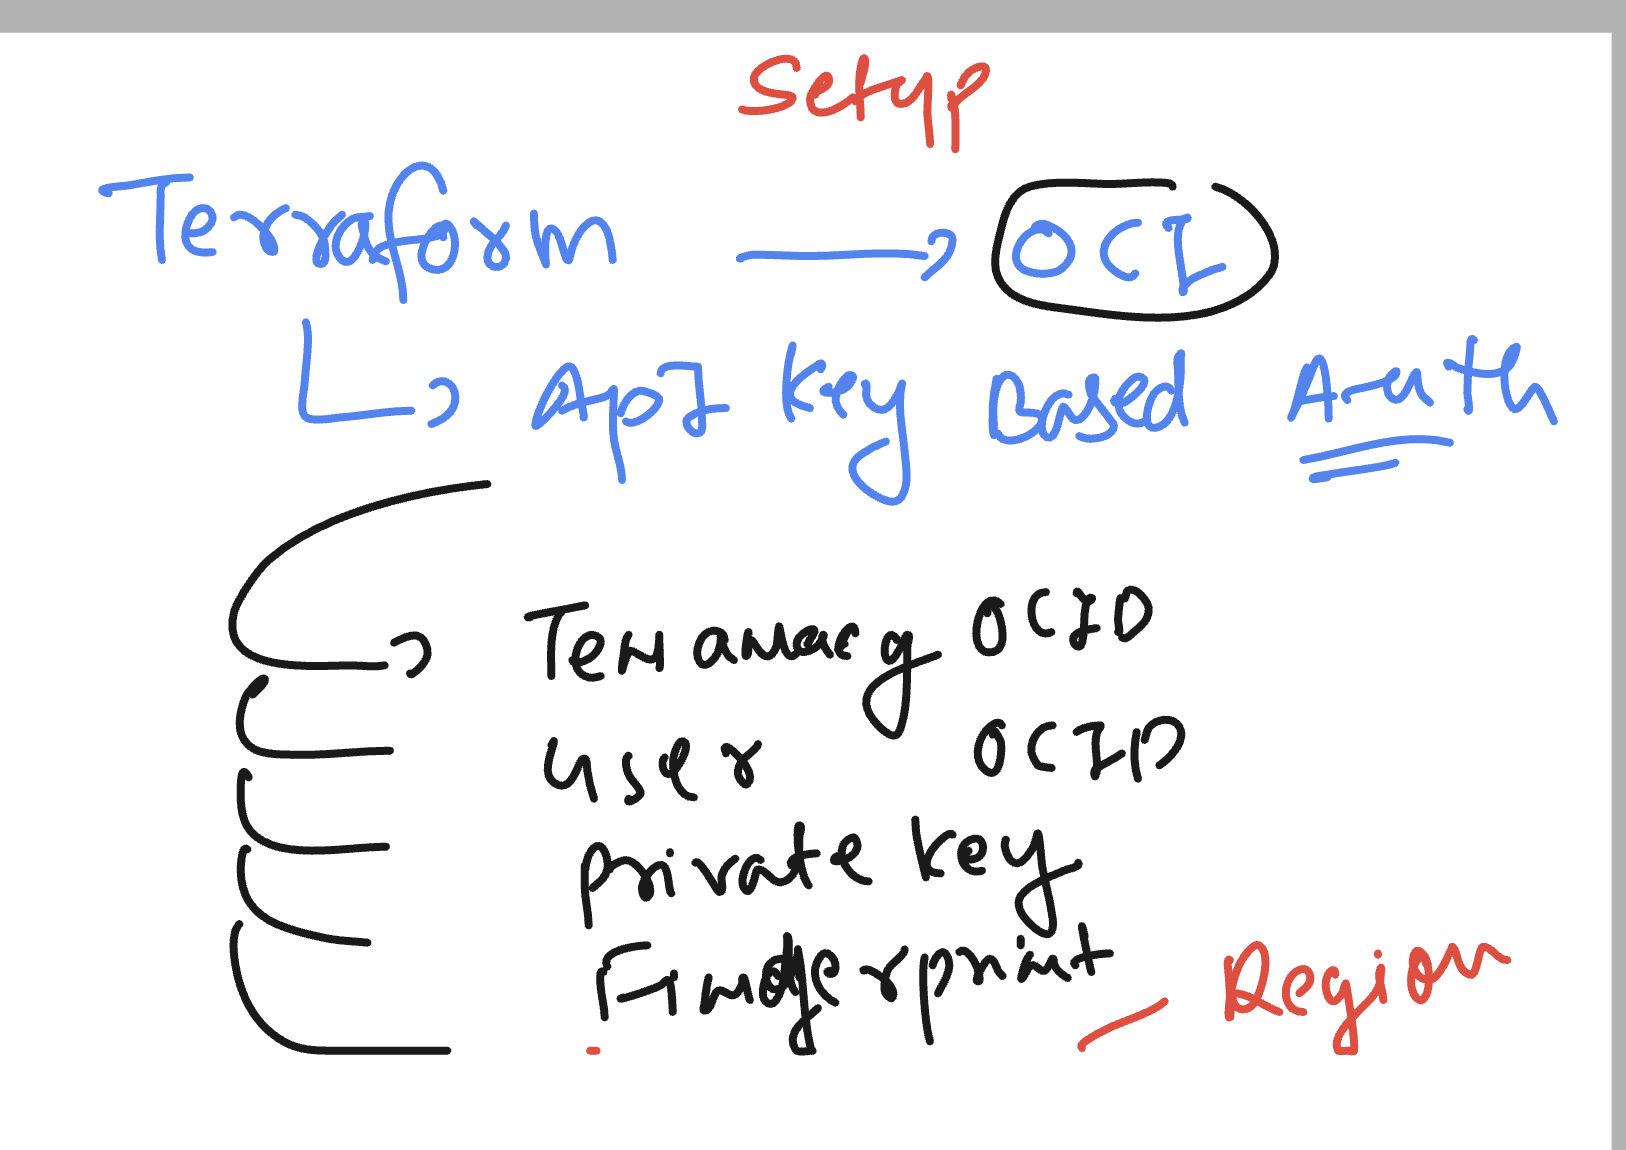 Setup
Terraform → OCI
API Key Based Auth
Tenancy OCID
User OCID
private key
Fingerprint - Region